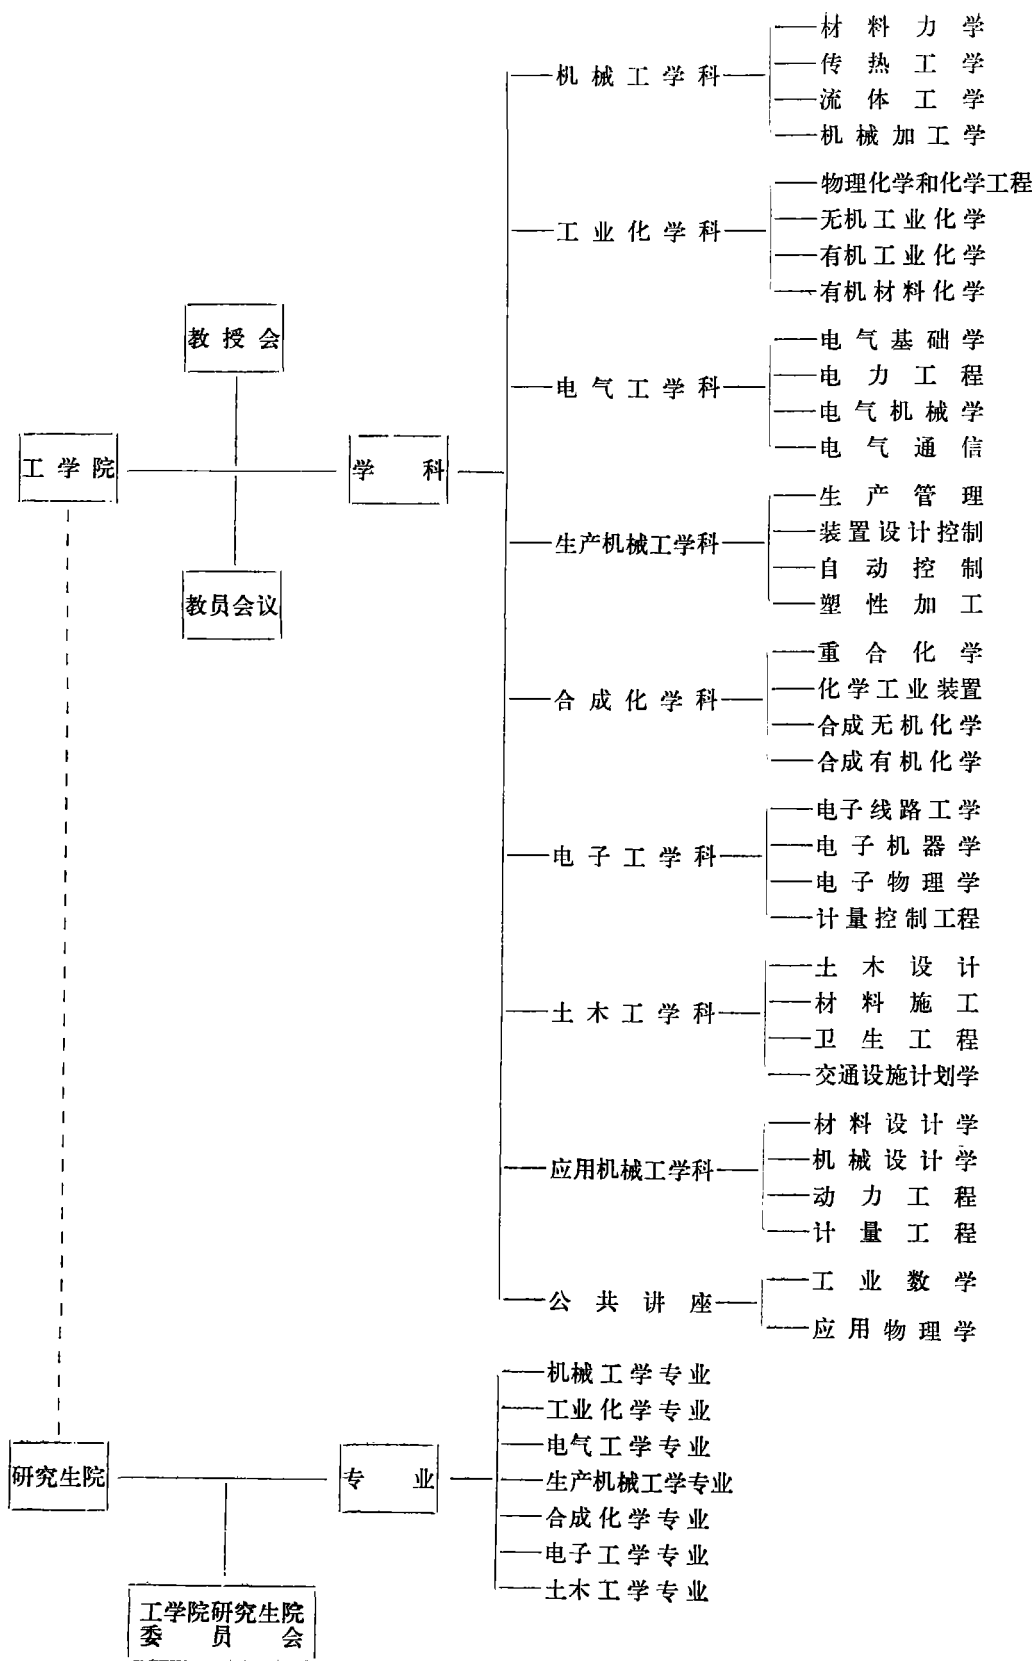 教授会
工学院
学科
教员会议
机械工学科
材料力学
传热工学
流体工学
机械加工学
工业化学科
物理化学和化学工程
无机工业化学
有机工业化学
有机材料化学
电气工学科
电气基础学
电力工程
电气机械学
电气通信
生产机械工学科
生产管理
装置设计控制
自动控制
塑性加工
合成化学科
重合化学
化学工业装置
合成无机化学
合成有机化学
电子工学科
电子线路工学
电子机器学
电子物理学
计量控制工程
土木工学科
土木设计
材料施工
卫生工程
交通设施计划学
应用机械工学科
材料设计学
机械设计学
动力工程
计量工程
公共讲座
工业数学
应用物理学
研究生院
专业
机械工学专业
工业化学专业
电气工学专业
生产机械工学专业
合成化学专业
电子工学专业
土木工学专业
工学院研究生院
委员会